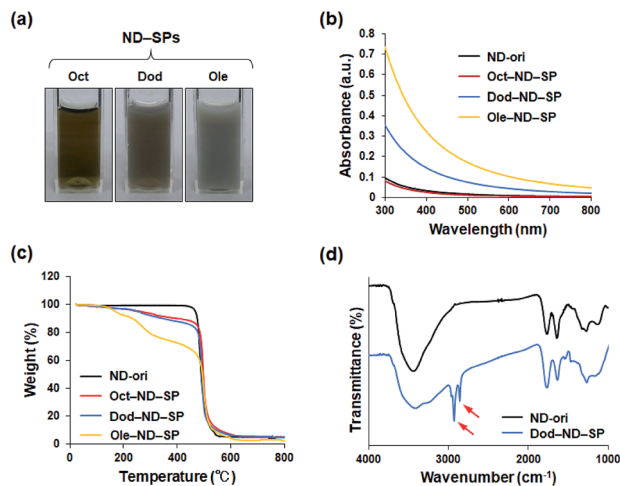 (a)
ND–SPs
Oct Dod Ole
(b)
Absorbance (a.u.)
0.8
0.7
0.6
0.5
0.4
0.3
0.2
0.1
0
300 400 500 600 700 800
Wavelength (nm)
ND-ori
Oct–ND–SP
Dod–ND–SP
Ole–ND–SP
(c)
Weight (%)
120
100
80
60
40
20
0
0 200 400 600 800
Temperature (℃)
ND-ori
Oct–ND–SP
Dod–ND–SP
Ole–ND–SP
(d)
Transmittance (%)
4000 3000 2000 1000
Wavenumber (cm⁻¹)
ND-ori
Dod–ND–SP